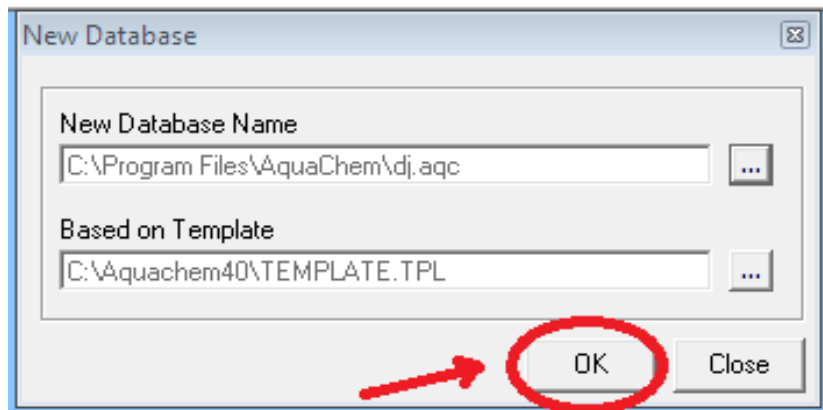 New Database
New Database Name
C:\Program Files\AquaChem\dj.aqc
...
Based on Template
C:\Aquachem40\TEMPLATE.TPL
...
OK
Close